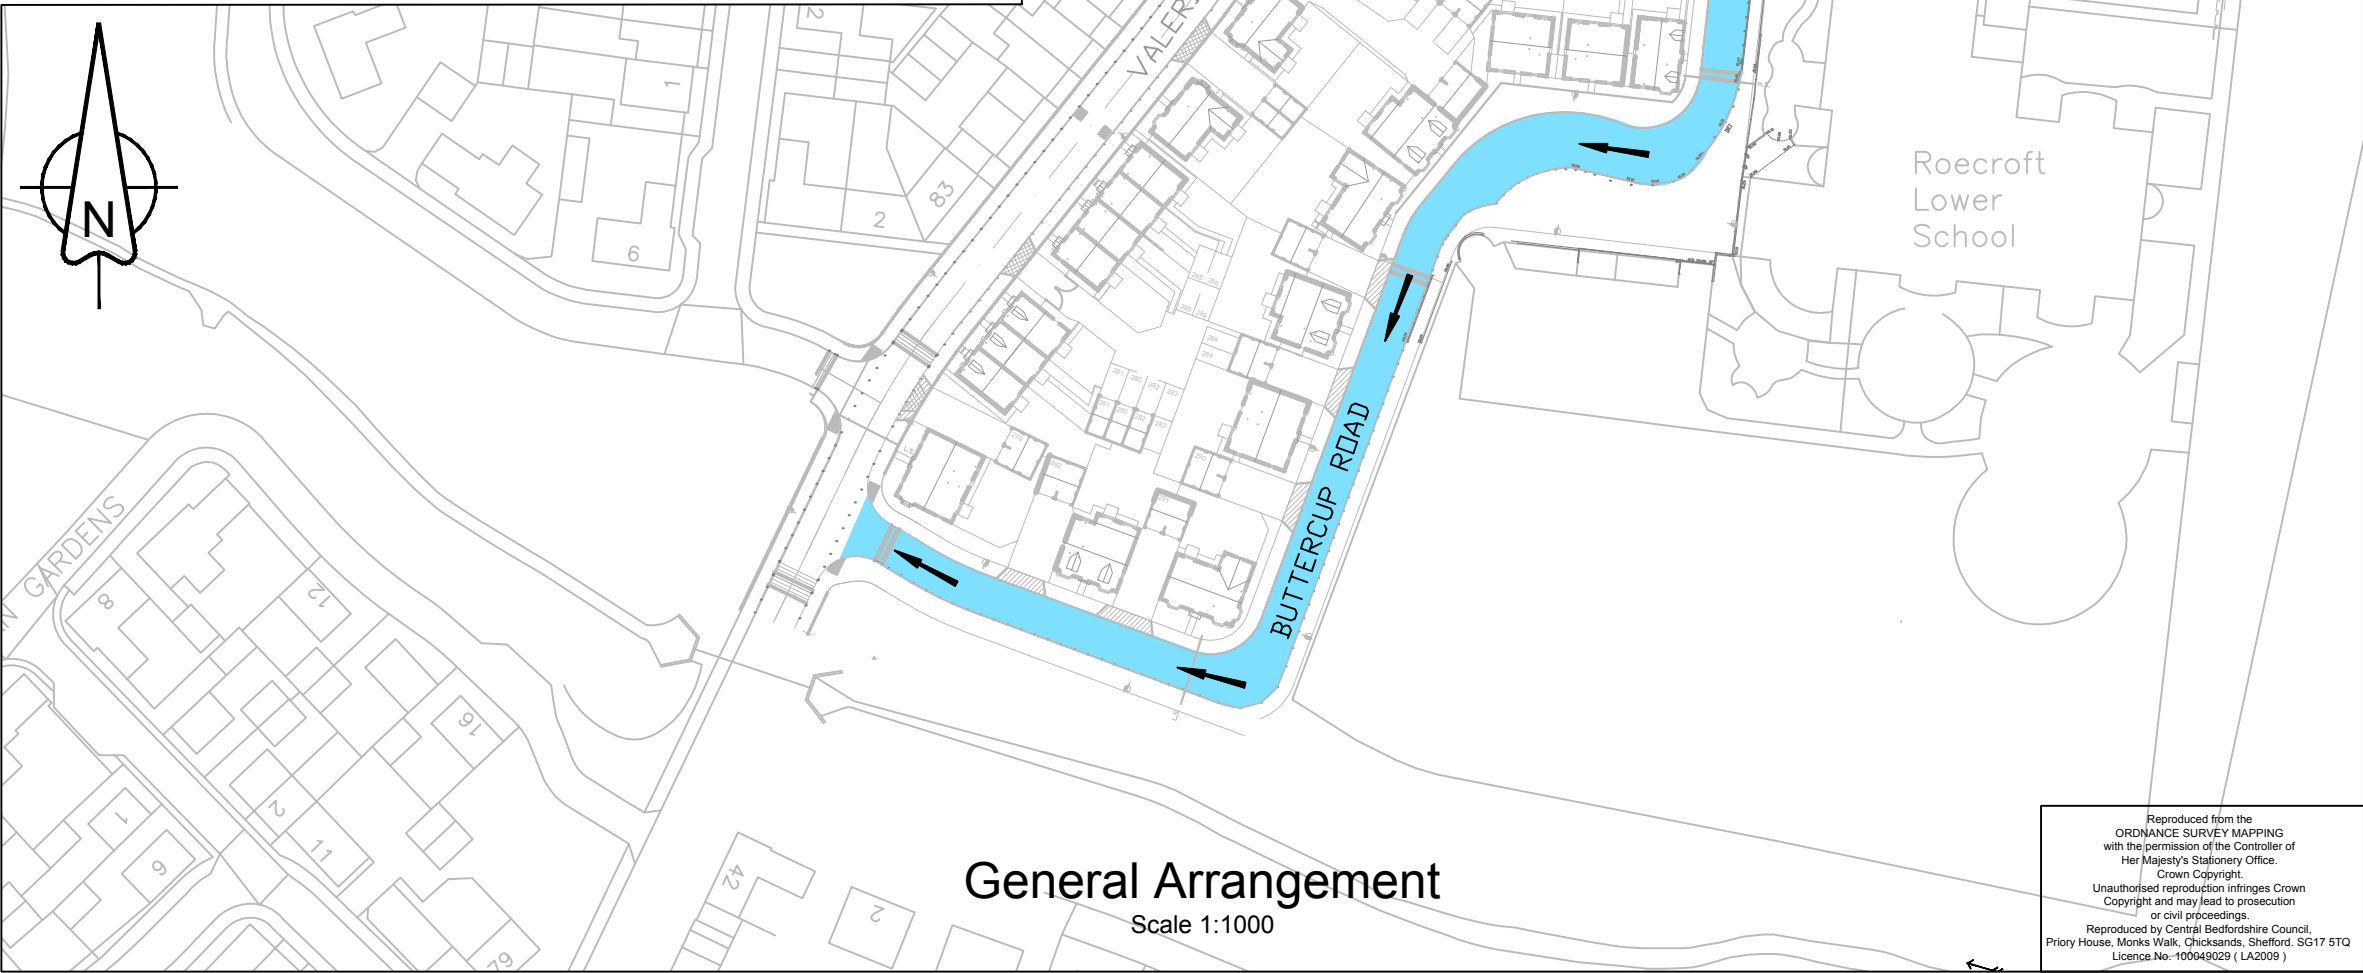 VALER
2
1
83
2
6
N
Roecroft
Lower
School
BUTTERCUP ROAD
GARDENS
8
12
16
2
11
1
9
79
42
2
General Arrangement
Scale 1:1000
Reproduced from the
ORDNANCE SURVEY MAPPING
with the permission of the Controller of
Her Majesty's Stationery Office.
Crown Copyright.
Unauthorised reproduction infringes Crown
Copyright and may lead to prosecution
or civil proceedings.
Reproduced by Central Bedfordshire Council,
Priory House, Monks Walk, Chicksands, Shefford. SG17 5TQ
Licence No. 100049029 ( LA2009 )